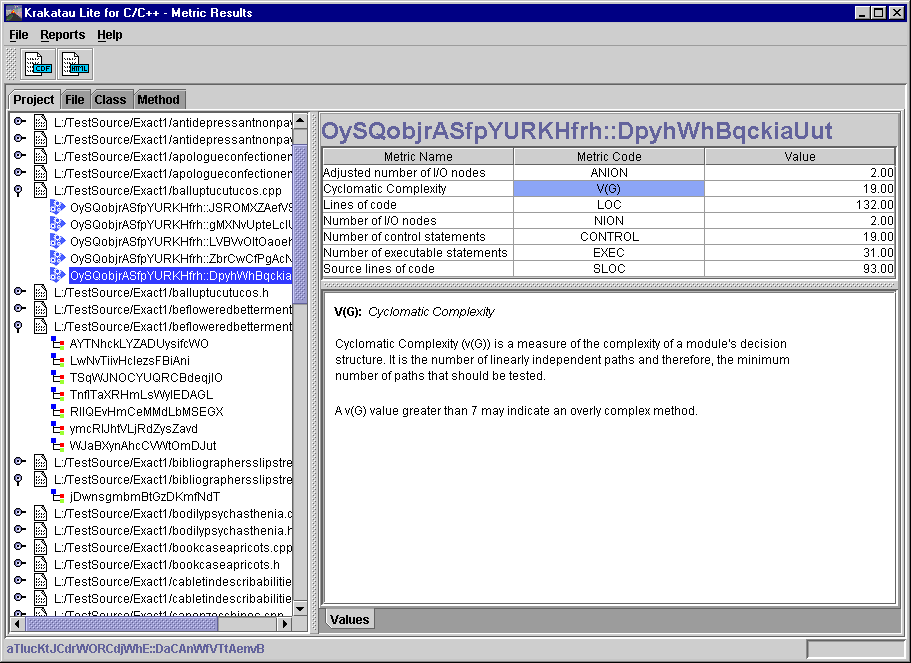 Krakatau Lite for C/C++ - Metric Results
File Reports Help
CDF HTML
Project File Class Method
L:/TestSource/Exact1/antidepressantnonpay
L:/TestSource/Exact1/antidepressantnonpay
L:/TestSource/Exact1/apologueconfectioner
L:/TestSource/Exact1/apologueconfectioner
L:/TestSource/Exact1/balluptucutucos.cpp
OySQobjrASfpYURKHfrh::JSROMXZAefVS
OySQobjrASfpYURKHfrh::gMXNvUpteLclU
OySQobjrASfpYURKHfrh::LVBVvOltOaoeh
OySQobjrASfpYURKHfrh::ZbrCwCfPgAcN
OySQobjrASfpYURKHfrh::DpyhWhBqckia
L:/TestSource/Exact1/balluptucutucos.h
L:/TestSource/Exact1/befloweredbetterment
L:/TestSource/Exact1/befloweredbetterment
AYTNhckLYZADUysifcWO
LwNvTiivHclezsFBiAni
TSqWJNOCYUQRCBdeqjlO
TnflTaXRHmLsWylEDAGL
RIlQEvHmCeMMdLbMSEGX
ymcRlJhtVLjRdZysZavd
WJaBXynAhcCVWtOmDJut
L:/TestSource/Exact1/bibliographersslipstre
L:/TestSource/Exact1/bibliographersslipstre
jDwnsgmbmBtGzDKmfNdT
L:/TestSource/Exact1/bodilypsychasthenia.c
L:/TestSource/Exact1/bodilypsychasthenia.h
L:/TestSource/Exact1/bookcaseapricots.cpp
L:/TestSource/Exact1/bookcaseapricots.h
L:/TestSource/Exact1/cabletindescribabilitie
L:/TestSource/Exact1/cabletindescribabilitie
OySQobjrASfpYURKHfrh::DpyhWhBqckiaUut
Metric Name Metric Code Value
Adjusted number of I/O nodes ANION 2.00
Cyclomatic Complexity V(G) 19.00
Lines of code LOC 132.00
Number of I/O nodes NION 2.00
Number of control statements CONTROL 19.00
Number of executable statements EXEC 31.00
Source lines of code SLOC 93.00
V(G): Cyclomatic Complexity
Cyclomatic Complexity (v(G)) is a measure of the complexity of a module's decision
structure. It is the number of linearly independent paths and therefore, the minimum
number of paths that should be tested.
A v(G) value greater than 7 may indicate an overly complex method.
Values
aTlucKtJCdrWORCdjWhE::DaCAnWfVTtAenvB